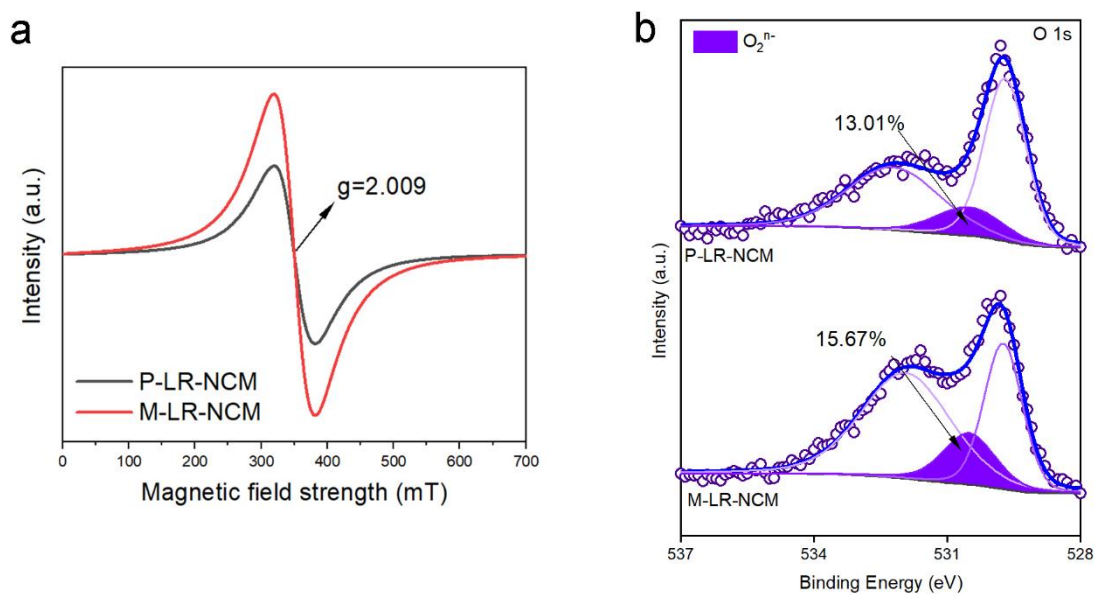 a
Intensity (a.u.)
g=2.009
P-LR-NCM
M-LR-NCM
0 100 200 300 400 500 600 700
Magnetic field strength (mT)
b
O₂ⁿ⁻
O 1s
13.01%
P-LR-NCM
15.67%
M-LR-NCM
Intensity (a.u.)
537 534 531 528
Binding Energy (eV)